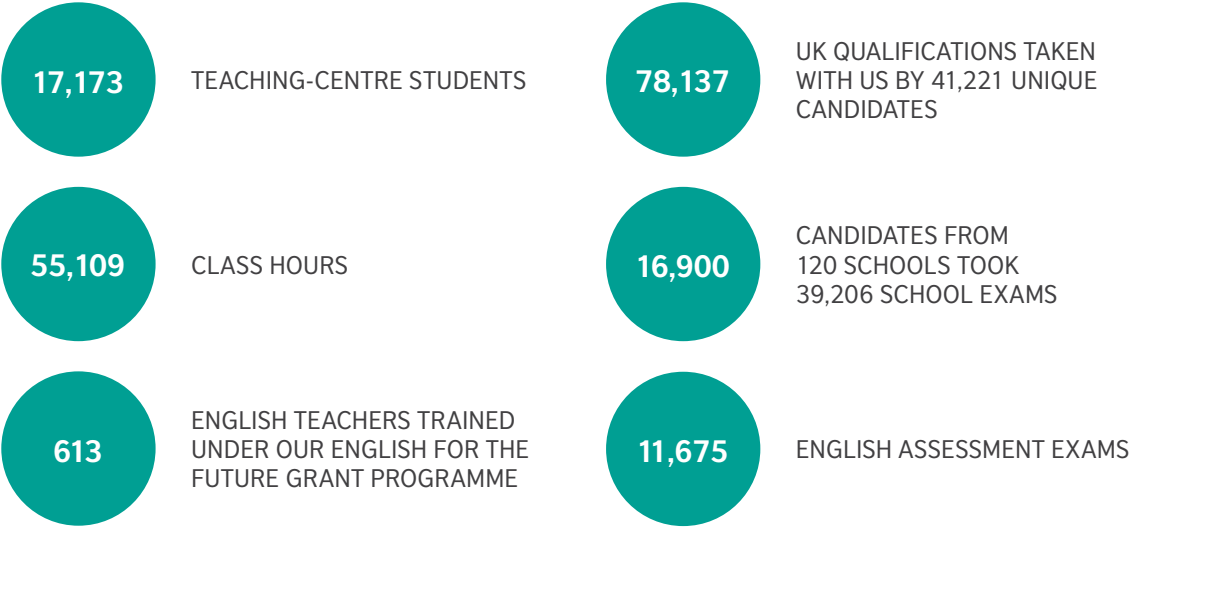 17,173
TEACHING-CENTRE STUDENTS
78,137
UK QUALIFICATIONS TAKEN
WITH US BY 41,221 UNIQUE
CANDIDATES
55,109
CLASS HOURS
16,900
CANDIDATES FROM
120 SCHOOLS TOOK
39,206 SCHOOL EXAMS
613
ENGLISH TEACHERS TRAINED
UNDER OUR ENGLISH FOR THE
FUTURE GRANT PROGRAMME
11,675
ENGLISH ASSESSMENT EXAMS